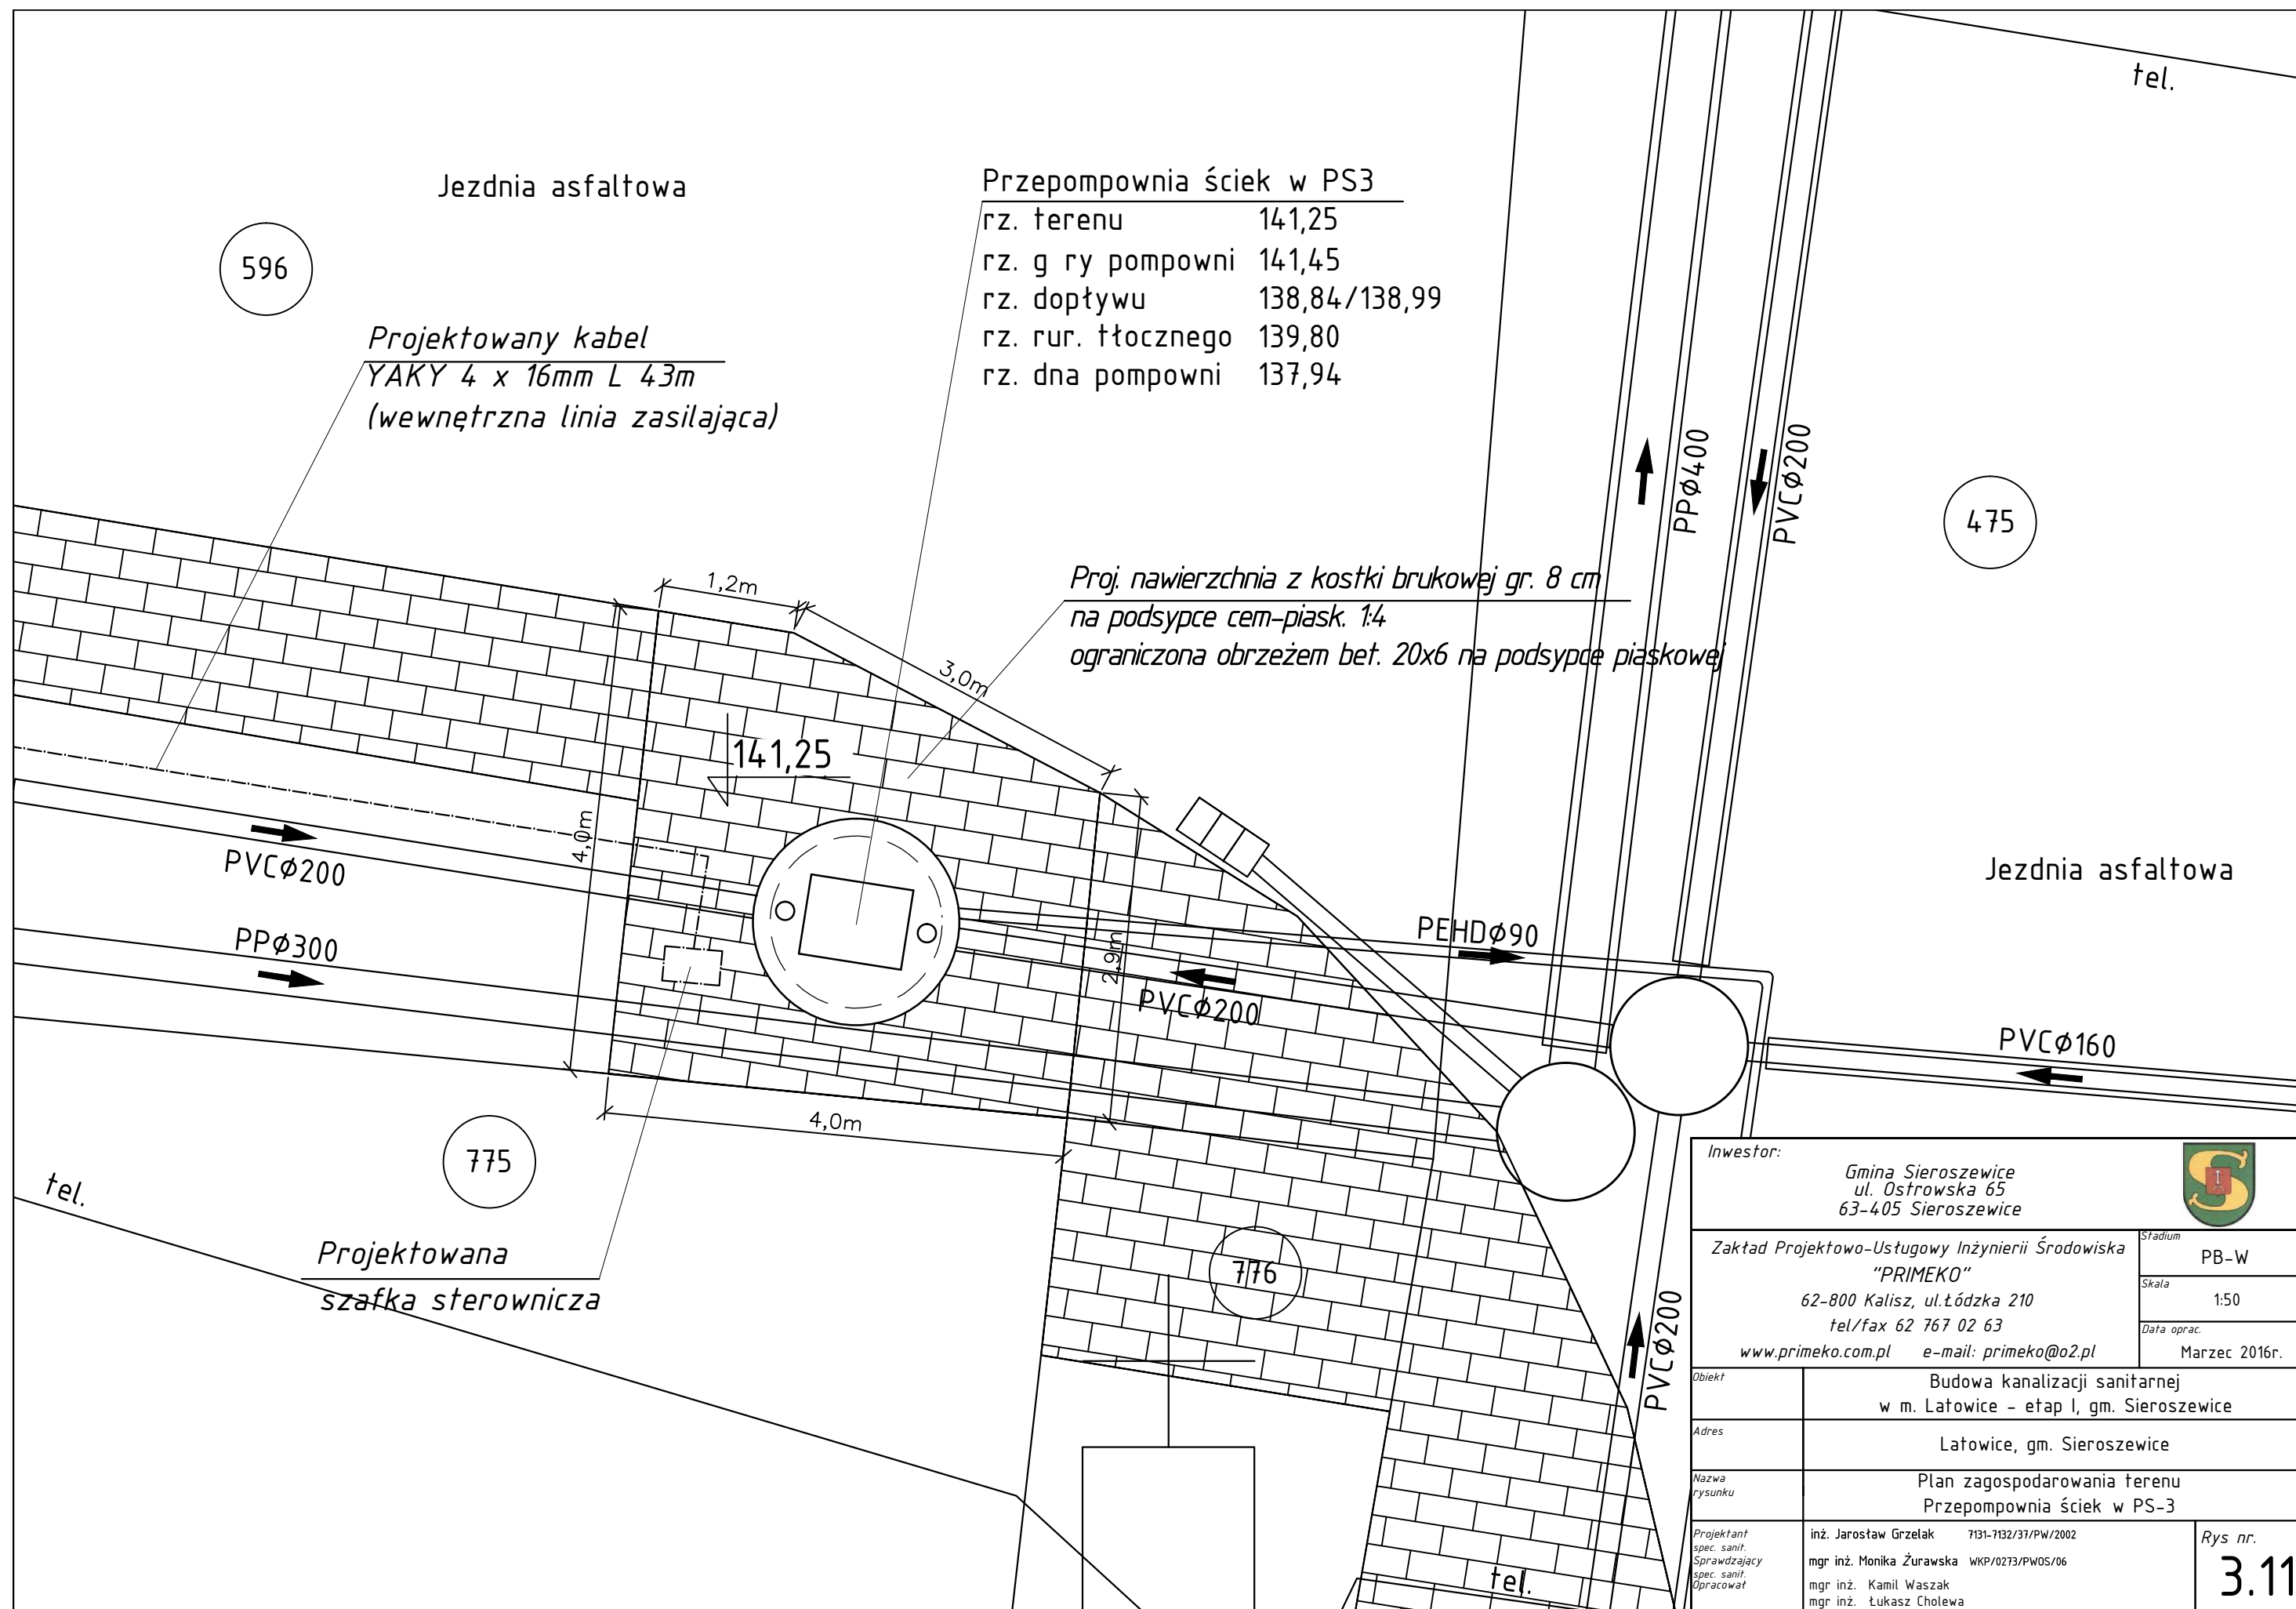 tel.
Jezdnia asfaltowa
596
Przepompownia ściek w PS3
rz. terenu 141,25
rz. g ry pompowni 141,45
rz. dopływu 138,84/138,99
rz. rur. tłocznego 139,80
rz. dna pompowni 137,94
Projektowany kabel
YAKY 4 x 16mm L 43m
(wewnętrzna linia zasilająca)
PPϕ400
PVCϕ200
475
1,2m
3,0m
Proj. nawierzchnia z kostki brukowej gr. 8 cm
na podsypce cem-piask. 1:4
ograniczona obrzeżem bet. 20x6 na podsypce piaskowej
141,25
4,0m
PVCϕ200
Jezdnia asfaltowa
PPϕ300
2,9m
PEHDϕ90
PVCϕ200
PVCϕ160
4,0m
775
tel.
776
Projektowana
szafka sterownicza
PVCϕ200
tel.
Inwestor:
Gmina Sieroszewice
ul. Ostrowska 65
63-405 Sieroszewice
Zakład Projektowo-Usługowy Inżynierii Środowiska
"PRIMEKO"
62-800 Kalisz, ul.Łódzka 210
tel/fax 62 767 02 63
www.primeko.com.pl e-mail: primeko@o2.pl
Stadium
PB-W
Skala
1:50
Data oprac.
Marzec 2016r.
Obiekt
Budowa kanalizacji sanitarnej
w m. Latowice - etap I, gm. Sieroszewice
Adres
Latowice, gm. Sieroszewice
Nazwa
rysunku
Plan zagospodarowania terenu
Przepompownia ściek w PS-3
Projektant
spec. sanit.
inż. Jarosław Grzelak 7131-7132/37/PW/2002
Sprawdzający
spec. sanit.
mgr inż. Monika Żurawska WKP/0273/PWOS/06
Opracował
mgr inż. Kamil Waszak
mgr inż. Łukasz Cholewa
Rys nr.
3.11